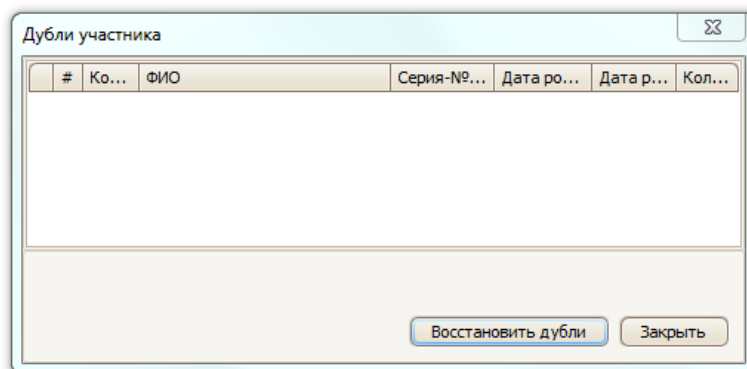 Дубли участника
# Ко... ФИО Серия-№... Дата ро... Дата р... Кол...
Восстановить дубли Закрыть